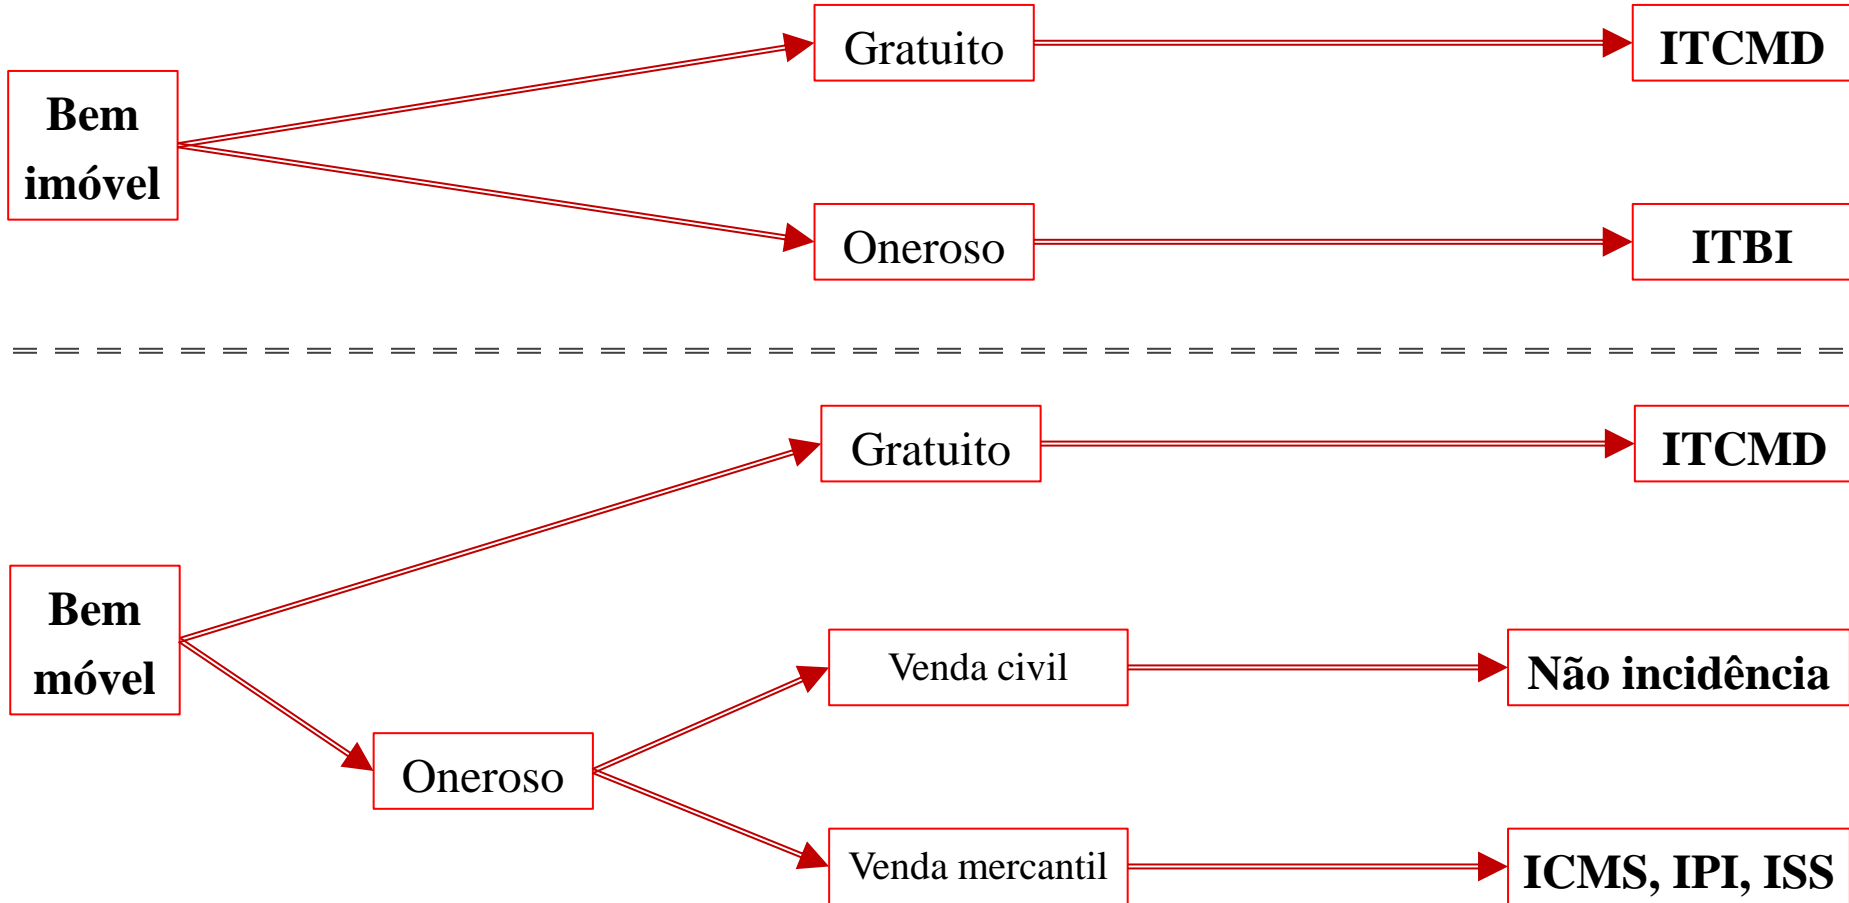 Gratuito
ITCMD
Bem
imóvel
Oneroso
ITBI
Gratuito
ITCMD
Bem
móvel
Venda civil
Não incidência
Oneroso
Venda mercantil
ICMS, IPI, ISS